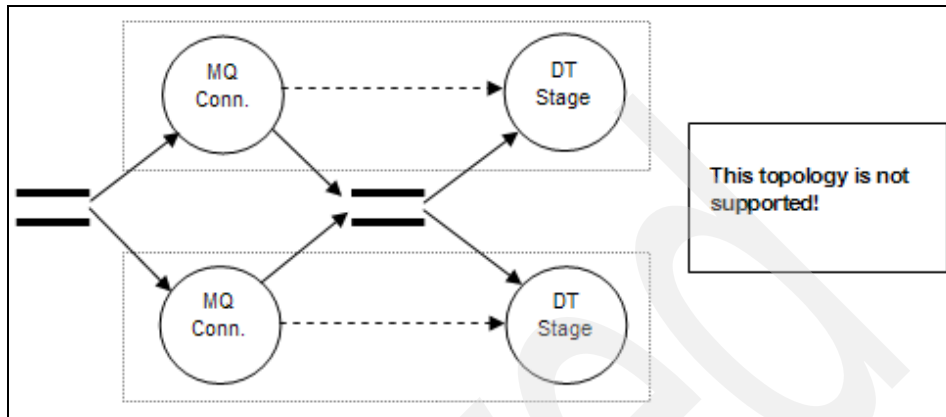 MQ
Conn.
DT
Stage
This topology is not
supported!
MQ
Conn.
DT
Stage